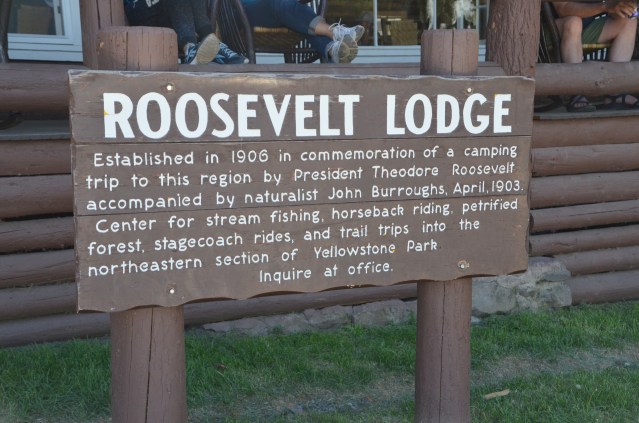 ROOSEVELT LODGE
Established in 1906 in commemoration of a camping
trip to this region by President Theodore Roosevelt
accompanied by naturalist John Burroughs, April, 1903.
Center for stream fishing, horseback riding, petrified
forest, stagecoach rides, and trail trips into the
northeastern section of Yellowstone Park
Inquire at office.